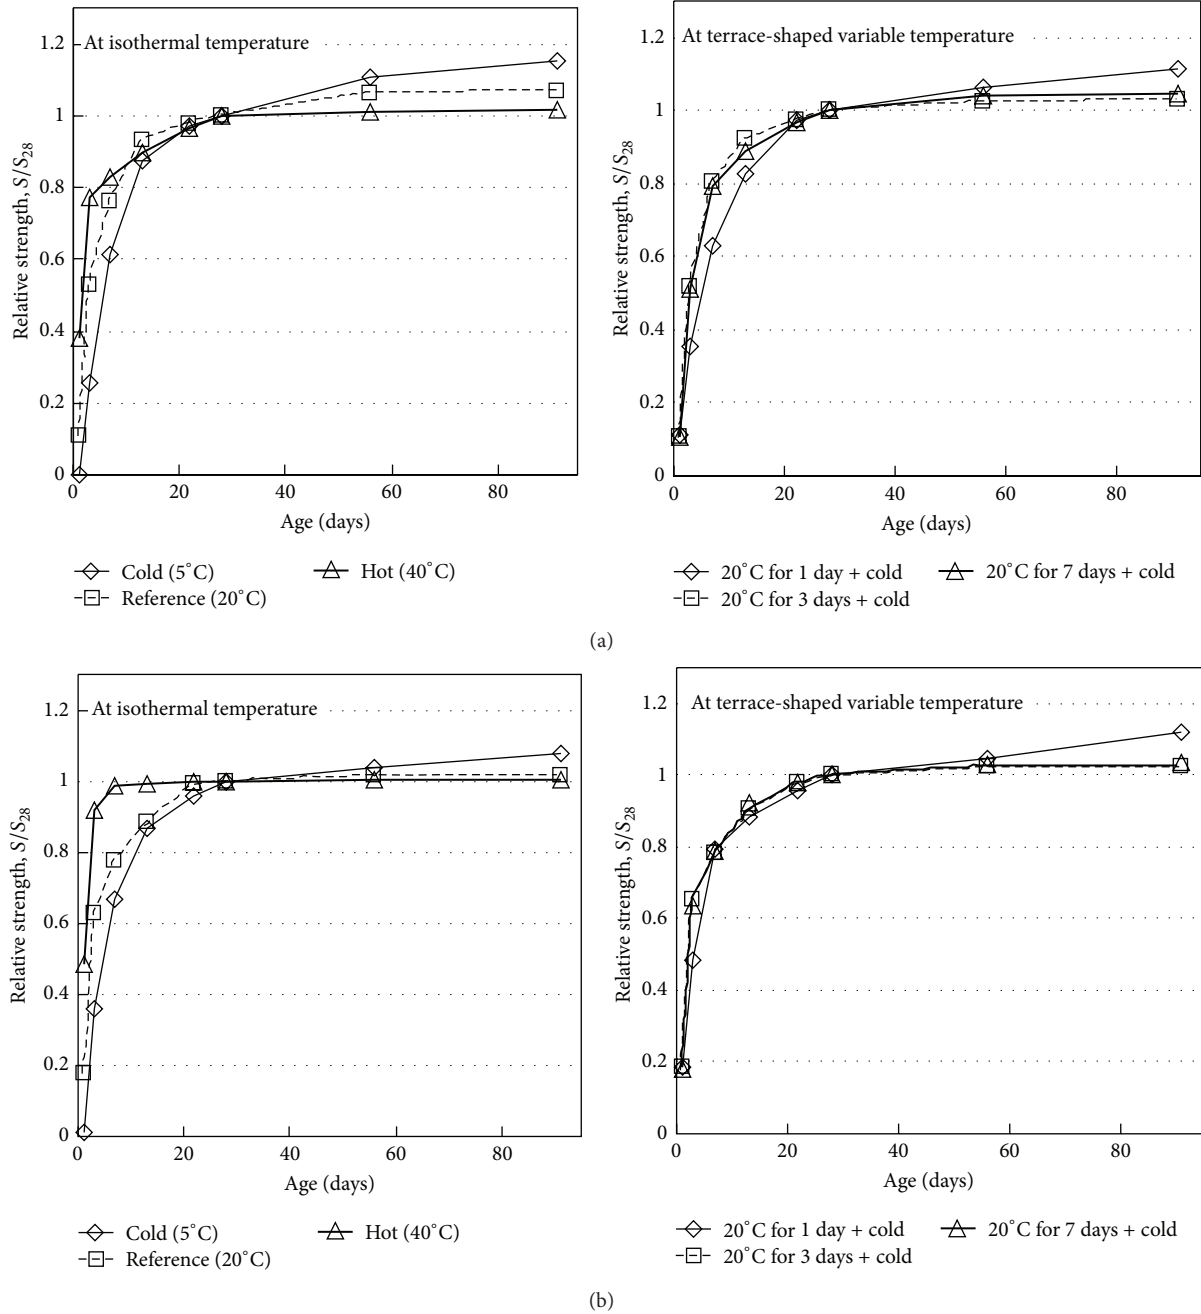 At isothermal temperature
1.2
1
0.8
0.6
0.4
0.2
0
Relative strength, S/S28
0 20 40 60 80
Age (days)
Cold (5°C)
Hot (40°C)
Reference (20°C)
At terrace-shaped variable temperature
1.2
1
0.8
0.6
0.4
0.2
0
Relative strength, S/S28
0 20 40 60 80
Age (days)
20°C for 1 day + cold
20°C for 7 days + cold
20°C for 3 days + cold
(a)
At isothermal temperature
1.2
1
0.8
0.6
0.4
0.2
0
Relative strength, S/S28
0 20 40 60 80
Age (days)
Cold (5°C)
Hot (40°C)
Reference (20°C)
At terrace-shaped variable temperature
1.2
1
0.8
0.6
0.4
0.2
0
Relative strength, S/S28
0 20 40 60 80
Age (days)
20°C for 1 day + cold
20°C for 7 days + cold
20°C for 3 days + cold
(b)